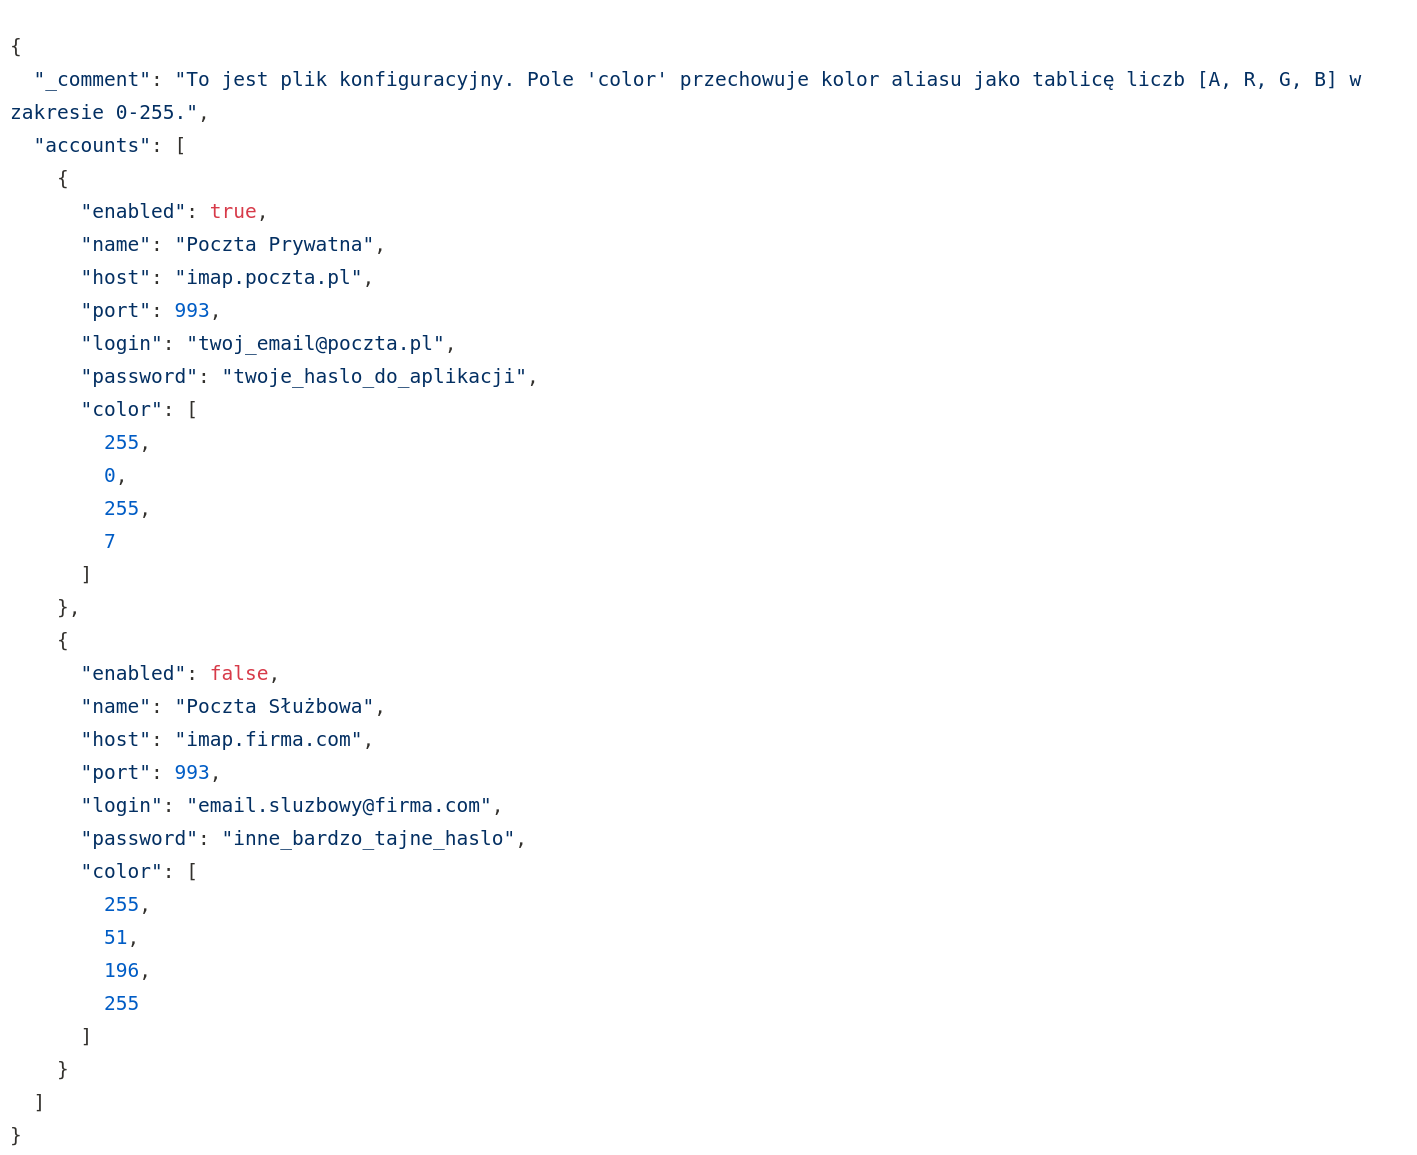 {
  "_comment": "To jest plik konfiguracyjny. Pole 'color' przechowuje kolor aliasu jako tablicę liczb [A, R, G, B] w
zakresie 0-255.",
  "accounts": [
    {
      "enabled": true,
      "name": "Poczta Prywatna",
      "host": "imap.poczta.pl",
      "port": 993,
      "login": "twoj_email@poczta.pl",
      "password": "twoje_haslo_do_aplikacji",
      "color": [
        255,
        0,
        255,
        7
      ]
    },
    {
      "enabled": false,
      "name": "Poczta Służbowa",
      "host": "imap.firma.com",
      "port": 993,
      "login": "email.sluzbowy@firma.com",
      "password": "inne_bardzo_tajne_haslo",
      "color": [
        255,
        51,
        196,
        255
      ]
    }
  ]
}